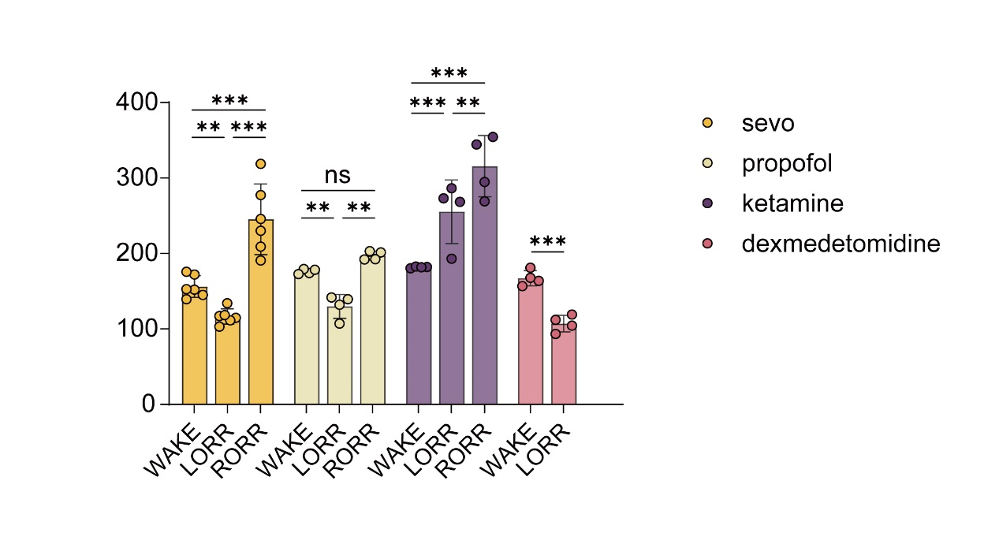 ***
***
400
** ***
*** **
***
sevo
300
ns
propofol
** **
ketamine
***
dexmedetomidine
200
100
0
WAKE LORR RORR WAKE LORR RORR WAKE LORR RORR WAKE LORR